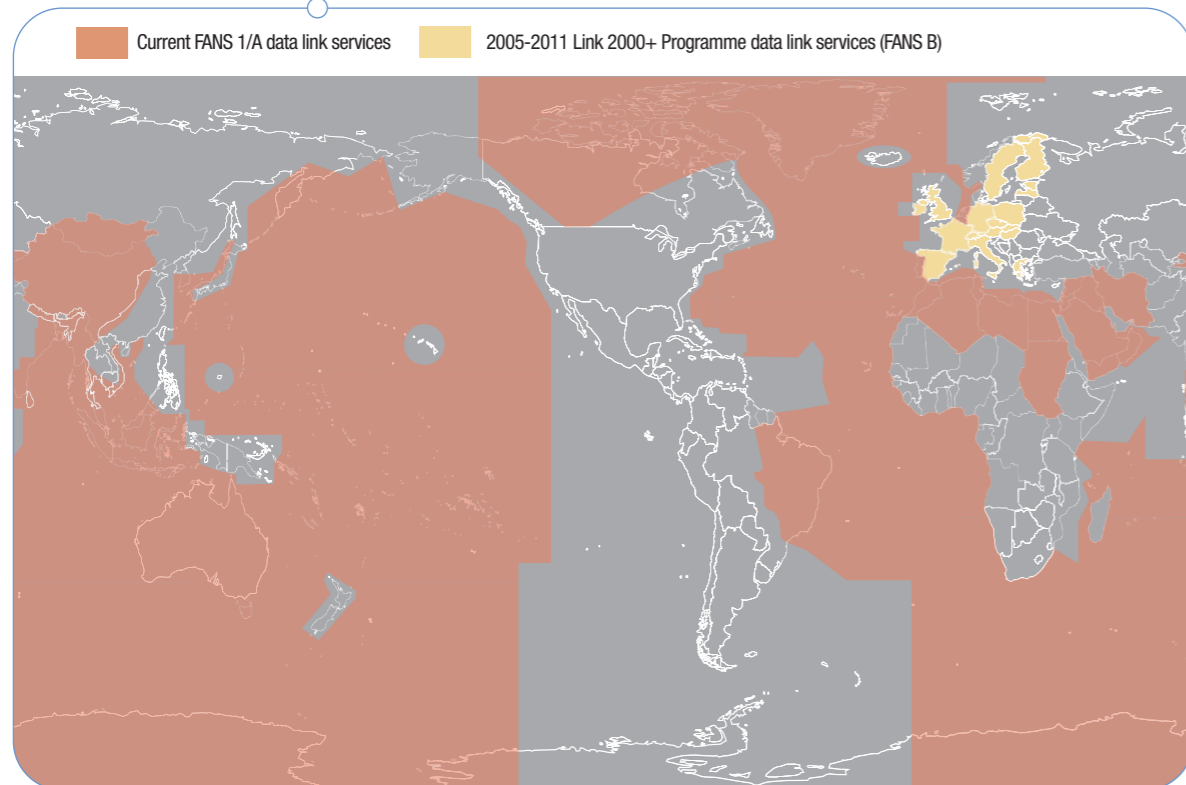 Current FANS 1/A data link services
2005-2011 Link 2000+ Programme data link services (FANS B)